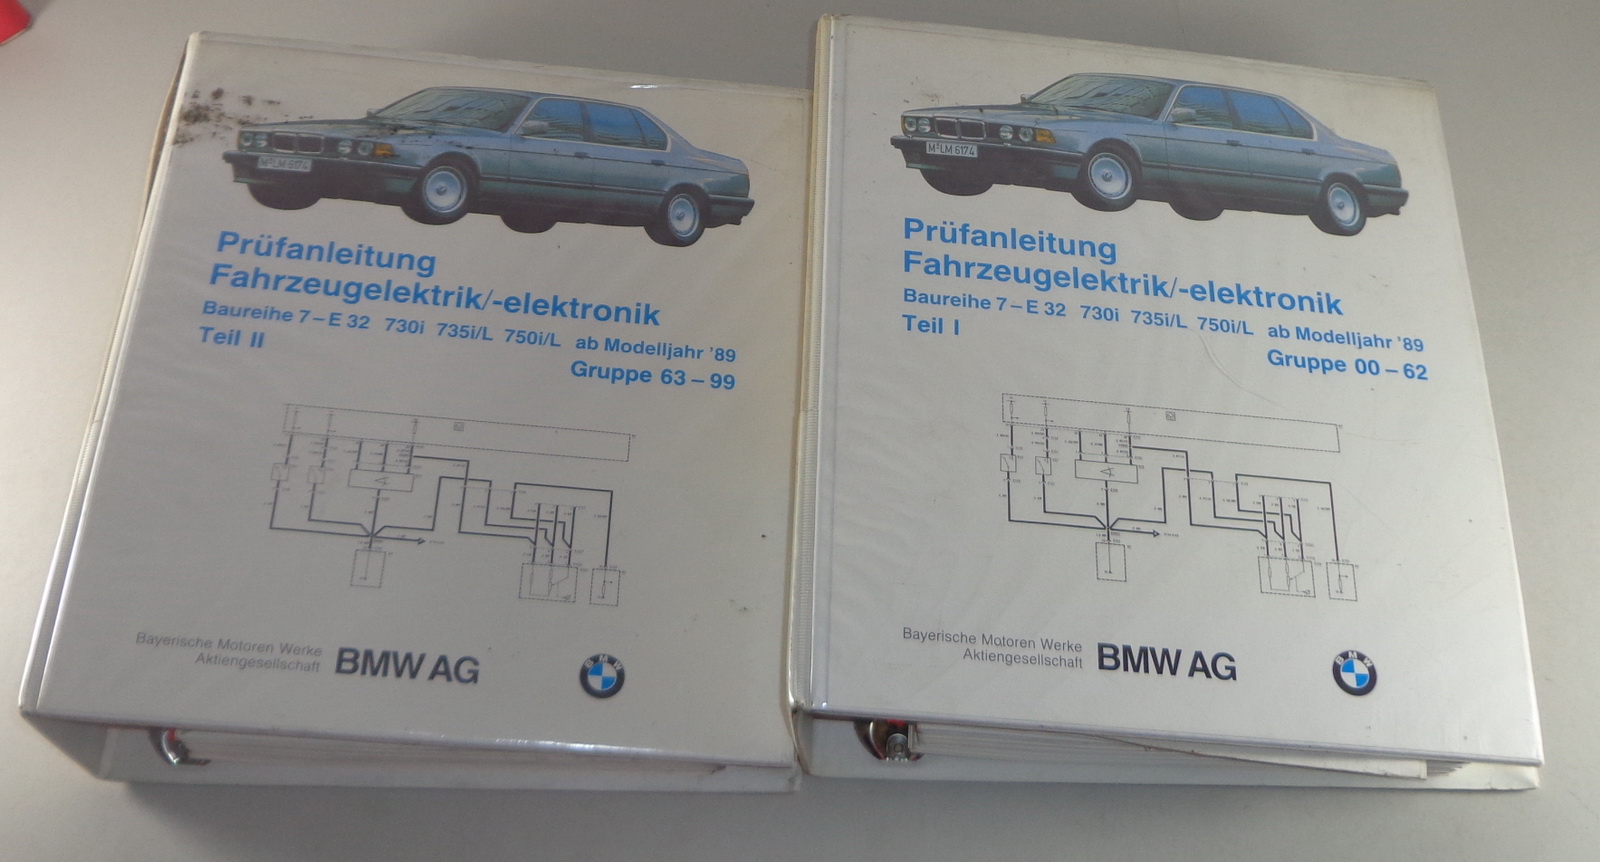 M*LM 6174
Prüfanleitung
Fahrzeugelektrik/-elektronik
Baureihe 7–E 32 730i 735i/L 750i/L ab Modelljahr '89
Teil II
Gruppe 63–99
Bayerische Motoren Werke
Aktiengesellschaft
BMW AG
BMW
M*LM 6174
Prüfanleitung
Fahrzeugelektrik/-elektronik
Baureihe 7–E 32 730i 735i/L 750i/L ab Modelljahr '89
Teil I
Gruppe 00–62
Bayerische Motoren Werke
Aktiengesellschaft
BMW AG
BMW